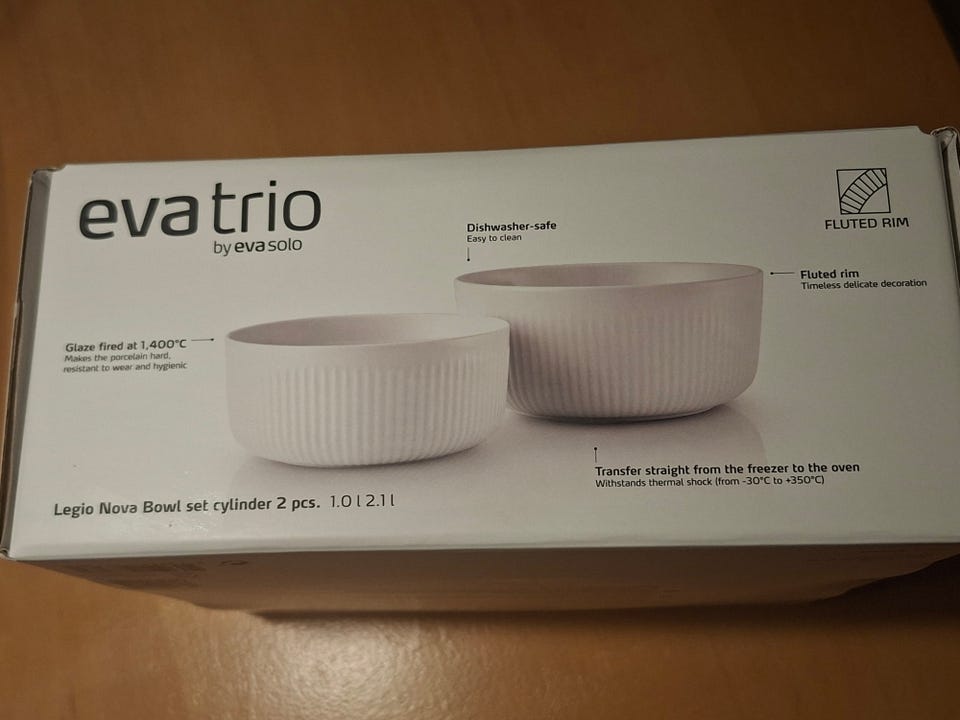 eva trio
by eva solo
FLUTED RIM
Dishwasher-safe
Easy to clean
Fluted rim
Timeless delicate decoration
Glaze fired at 1,400°C
Makes the porcelain hard,
resistant to wear and hygienic
Transfer straight from the freezer to the oven
Withstands thermal shock (from -30°C to +350°C)
Legio Nova Bowl set cylinder 2 pcs. 1.0 l 2.1 l